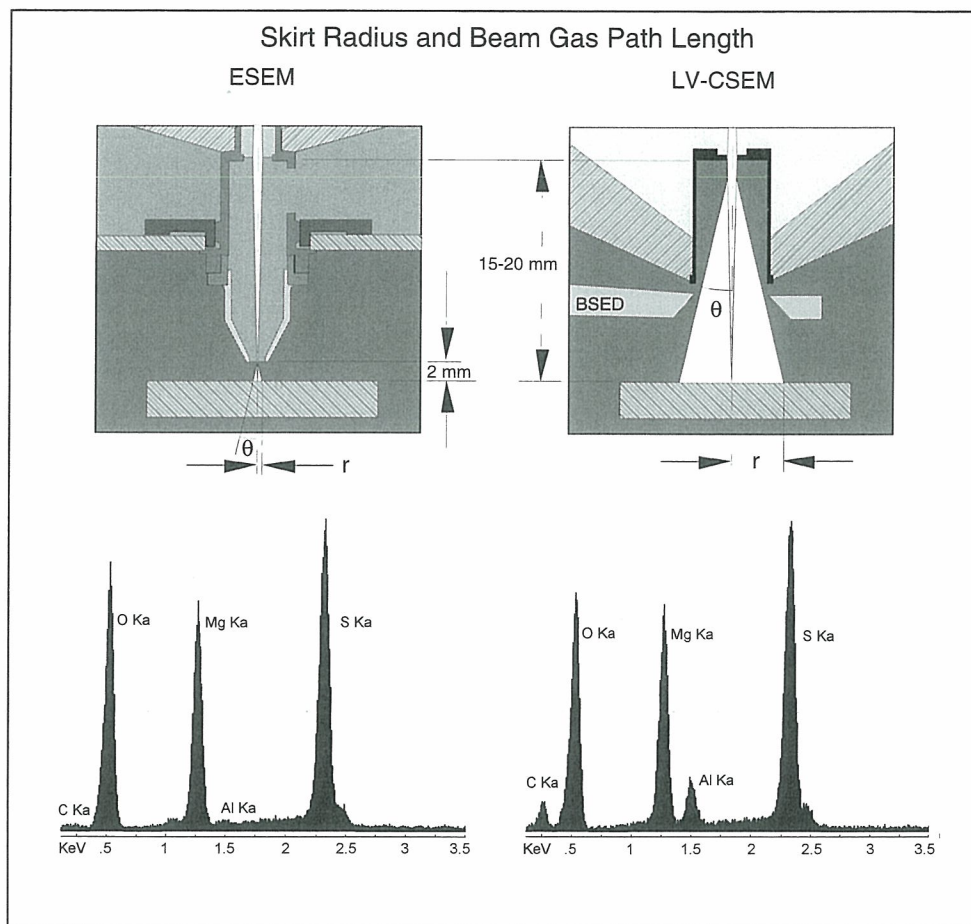 Skirt Radius and Beam Gas Path Length
ESEM
LV-CSEM
15-20 mm
2 mm
θ
r
BSED
θ
r
O Ka
Mg Ka
S Ka
C Ka
Al Ka
KeV .5 1 1.5 2 2.5 3 3.5
O Ka
Mg Ka
S Ka
C Ka
Al Ka
KeV .5 1 1.5 2 2.5 3 3.5